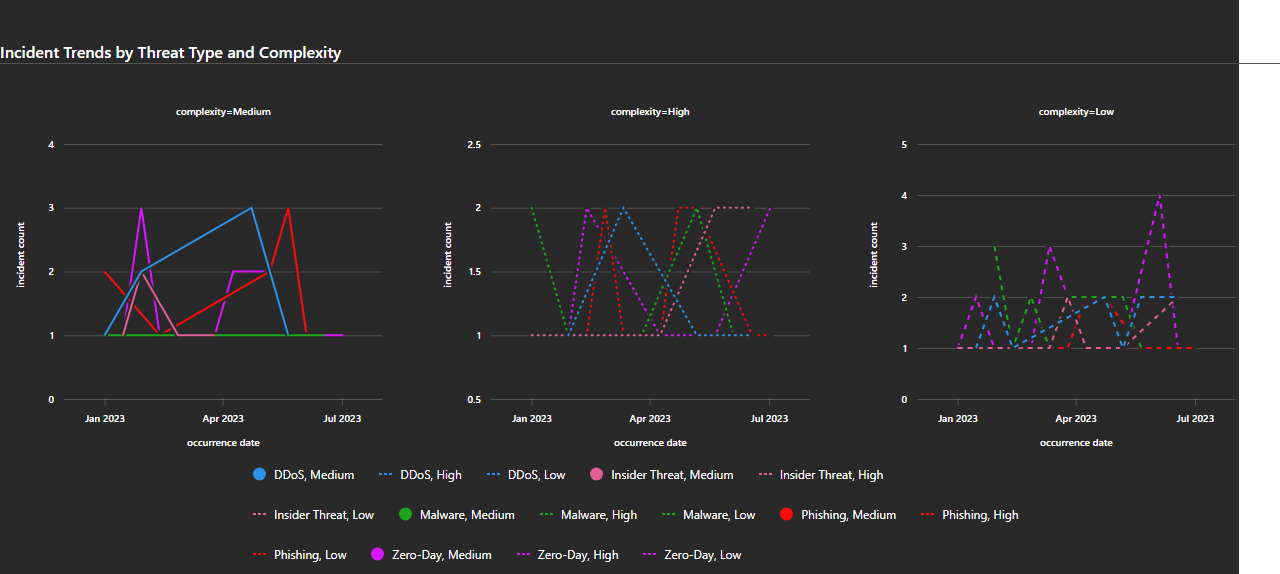 Incident Trends by Threat Type and Complexity
complexity=Medium
4
3
2
1
0
incident count
Jan 2023 Apr 2023 Jul 2023
occurrence date
complexity=High
2.5
2
1.5
1
0.5
incident count
Jan 2023 Apr 2023 Jul 2023
occurrence date
complexity=Low
5
4
3
2
1
0
incident count
Jan 2023 Apr 2023 Jul 2023
occurrence date
DDoS, Medium DDoS, High DDoS, Low Insider Threat, Medium Insider Threat, High
Insider Threat, Low Malware, Medium Malware, High Malware, Low Phishing, Medium Phishing, High
Phishing, Low Zero-Day, Medium Zero-Day, High Zero-Day, Low